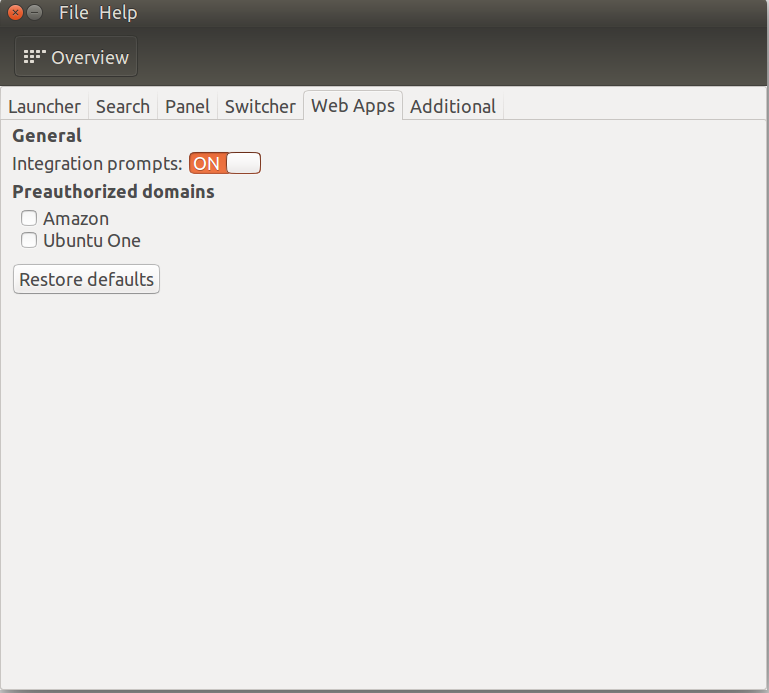 File Help
Overview
Launcher Search Panel Switcher Web Apps Additional
General
Integration prompts: ON
Preauthorized domains
Amazon
Ubuntu One
Restore defaults